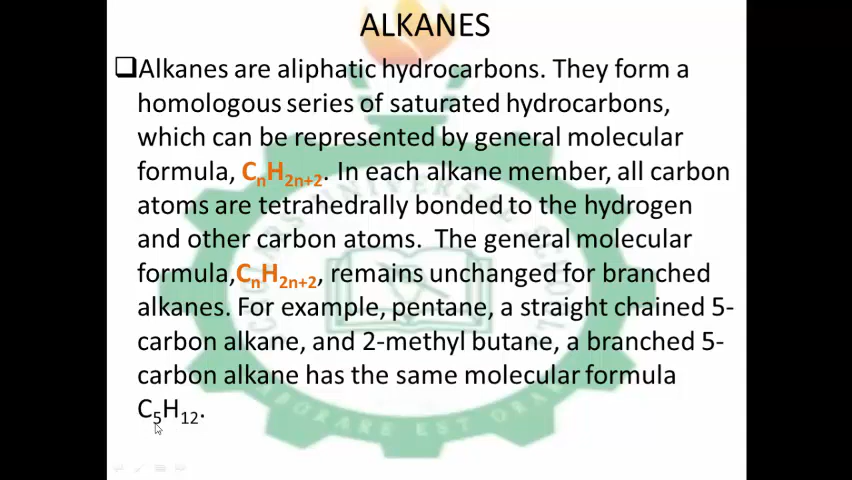 ALKANES
❑Alkanes are aliphatic hydrocarbons. They form a
homologous series of saturated hydrocarbons,
which can be represented by general molecular
formula, CnH2n+2. In each alkane member, all carbon
atoms are tetrahedrally bonded to the hydrogen
and other carbon atoms. The general molecular
formula,CnH2n+2, remains unchanged for branched
alkanes. For example, pentane, a straight chained 5-
carbon alkane, and 2-methyl butane, a branched 5-
carbon alkane has the same molecular formula
C5H12.